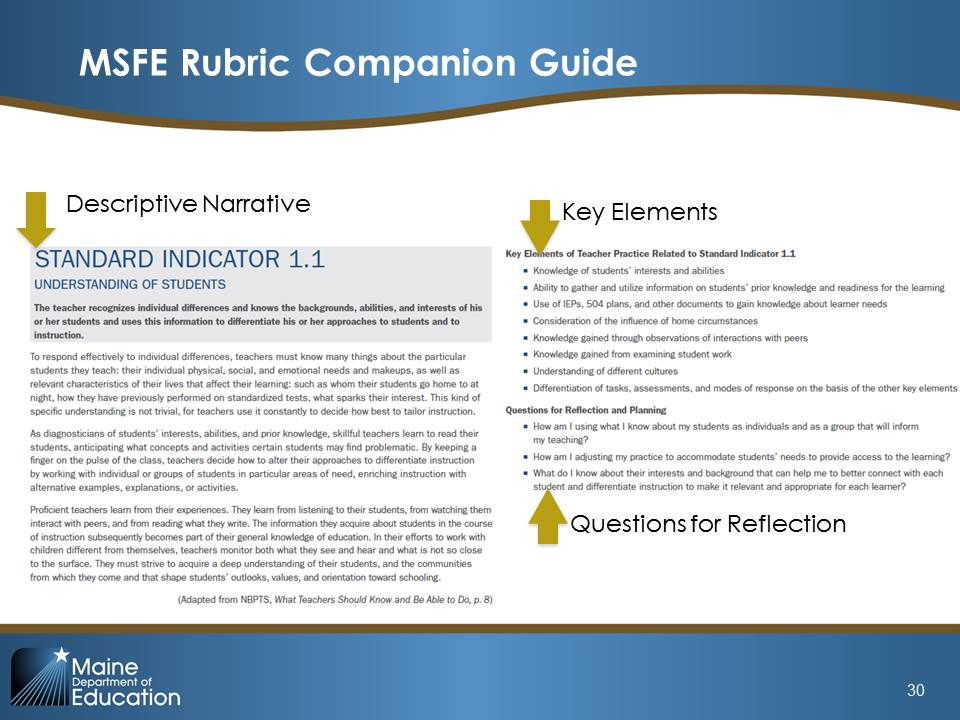 MSFE Rubric Companion Guide
Descriptive Narrative
STANDARD INDICATOR 1.1
UNDERSTANDING OF STUDENTS
The teacher recognizes individual differences and knows the backgrounds, abilities, and interests of his
or her students and uses this information to differentiate his or her approaches to students and to
instruction.
To respond effectively to individual differences, teachers must know many things about the particular
students they teach: their individual physical, social, and emotional needs and makeups, as well as
relevant characteristics of their lives that affect their learning: such as whom their students go home to at
night, how they have previously performed on standardized tests, what sparks their interest. This kind of
specific understanding is not trivial, for teachers use it constantly to decide how best to tailor instruction.
As diagnosticians of students' interests, abilities, and prior knowledge, skillful teachers learn to read their
students, anticipating what concepts and activities certain students may find problematic. By keeping a
finger on the pulse of the class, teachers decide how to alter their approaches to differentiate instruction
by working with individual or groups of students in particular areas of need, enriching instruction with
alternative examples, explanations, or activities.
Proficient teachers learn from their experiences. They learn from listening to their students, from watching them
interact with peers, and from reading what they write. The information they acquire about students in the course
of instruction subsequently becomes part of their general knowledge of education. In their efforts to work with
children different from themselves, teachers monitor both what they see and hear and what is not so close
to the surface. They must strive to acquire a deep understanding of their students, and the communities
from which they come and that shape students' outlooks, values, and orientation toward schooling.
(Adapted from NBPTS, What Teachers Should Know and Be Able to Do, p. 8)
Key Elements
Key Elements of Teacher Practice Related to Standard Indicator 1.1
▪ Knowledge of students' interests and abilities
▪ Ability to gather and utilize information on students' prior knowledge and readiness for the learning
▪ Use of IEPs, 504 plans, and other documents to gain knowledge about learner needs
▪ Consideration of the influence of home circumstances
▪ Knowledge gained through observations of interactions with peers
▪ Knowledge gained from examining student work
▪ Understanding of different cultures
▪ Differentiation of tasks, assessments, and modes of response on the basis of the other key elements
Questions for Reflection and Planning
▪ How am I using what I know about my students as individuals and as a group that will inform
my teaching?
▪ How am I adjusting my practice to accommodate students' needs to provide access to the learning?
▪ What do I know about their interests and background that can help me to better connect with each
student and differentiate instruction to make it relevant and appropriate for each learner?
Questions for Reflection
Maine
Department of
Education
30